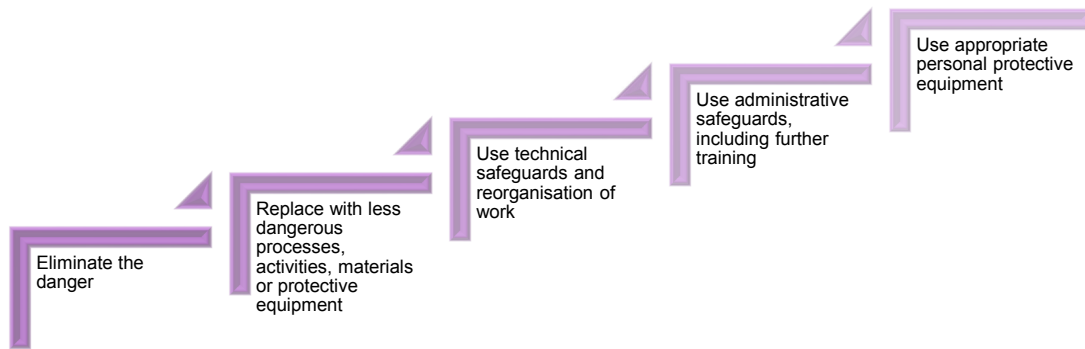 Eliminate the
danger
Replace with less
dangerous
processes,
activities, materials
or protective
equipment
Use technical
safeguards and
reorganisation of
work
Use administrative
safeguards,
including further
training
Use appropriate
personal protective
equipment